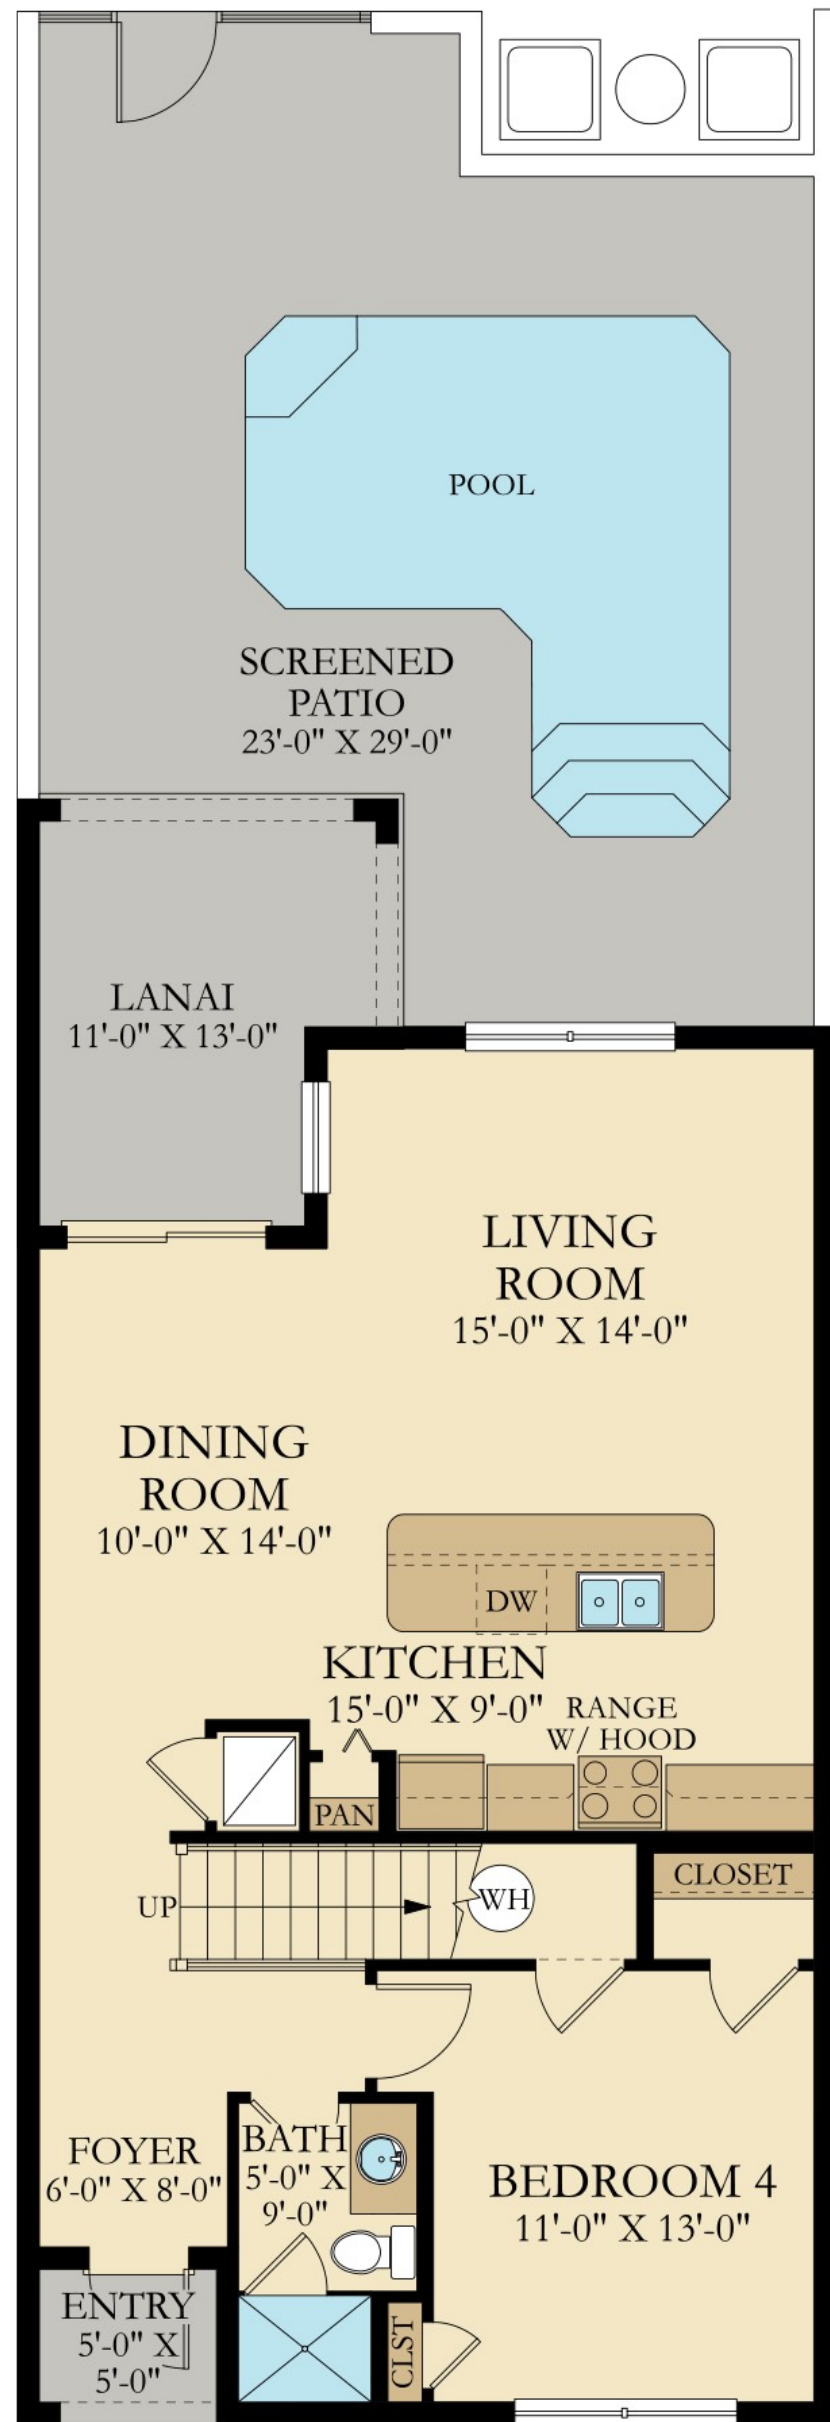 POOL
SCREENED
PATIO
23'-0" X 29'-0"
LANAI
11'-0" X 13'-0"
LIVING
ROOM
15'-0" X 14'-0"
DINING
ROOM
10'-0" X 14'-0"
DW
KITCHEN
15'-0" X 9'-0"
RANGE
W/ HOOD
PAN
CLOSET
UP
WH
FOYER
6'-0" X 8'-0"
BATH
5'-0" X
9'-0"
BEDROOM 4
11'-0" X 13'-0"
ENTRY
5'-0" X
5'-0"
CLST